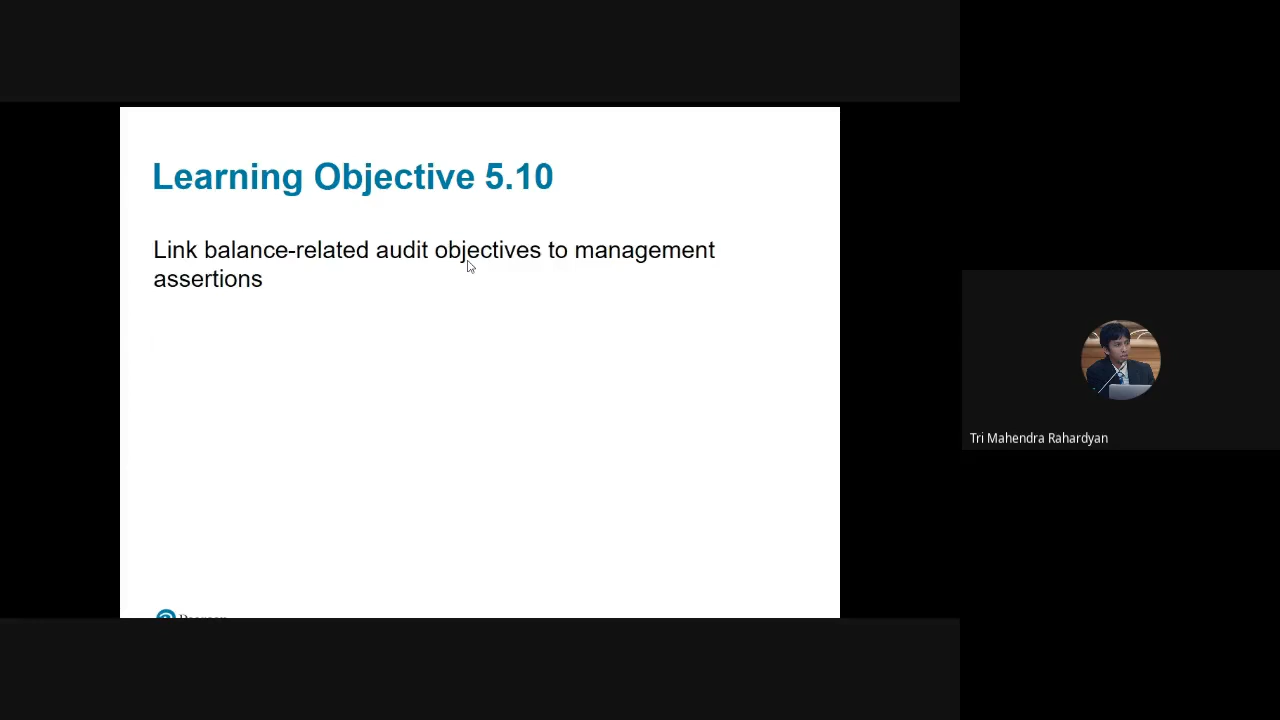 Learning Objective 5.10
Link balance-related audit objectives to management
assertions
Tri Mahendra Rahardyan